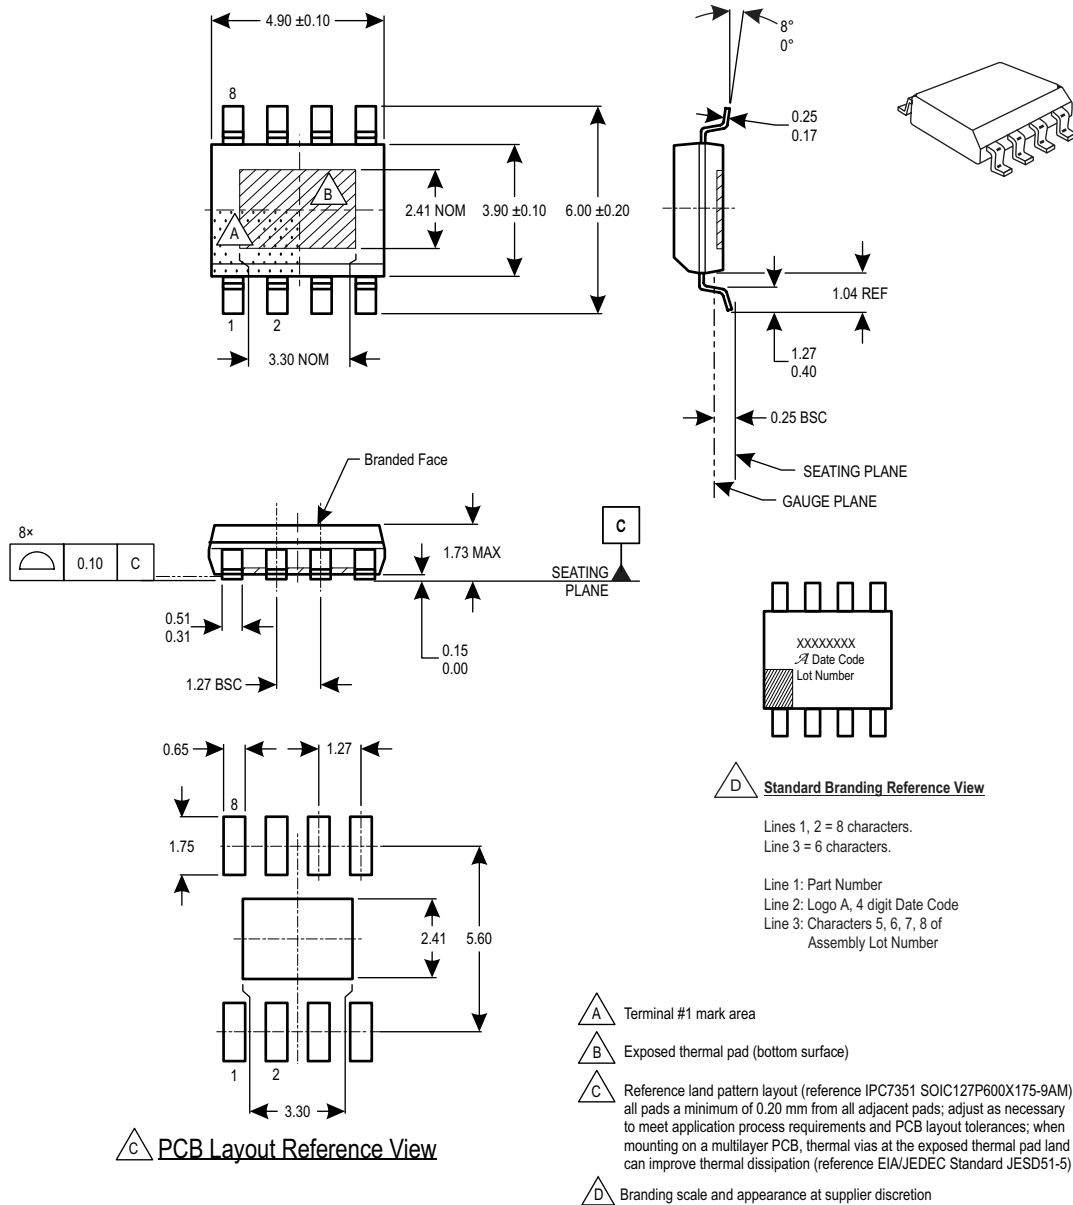 4.90 ±0.10
8
A
B
1
2
2.41 NOM
3.90 ±0.10
6.00 ±0.20
3.30 NOM
8°
0°
0.25
0.17
1.04 REF
1.27
0.40
0.25 BSC
SEATING PLANE
GAUGE PLANE
Branded Face
8×
0.10
C
1.73 MAX
C
SEATING
PLANE
0.51
0.31
0.15
0.00
1.27 BSC
XXXXXXXX
A Date Code
Lot Number
0.65
1.27
8
1.75
2.41
5.60
1
2
3.30
C PCB Layout Reference View
D Standard Branding Reference View
Lines 1, 2 = 8 characters.
Line 3 = 6 characters.
Line 1: Part Number
Line 2: Logo A, 4 digit Date Code
Line 3: Characters 5, 6, 7, 8 of
Assembly Lot Number
A Terminal #1 mark area
B Exposed thermal pad (bottom surface)
C Reference land pattern layout (reference IPC7351 SOIC127P600X175-9AM)
all pads a minimum of 0.20 mm from all adjacent pads; adjust as necessary
to meet application process requirements and PCB layout tolerances; when
mounting on a multilayer PCB, thermal vias at the exposed thermal pad land
can improve thermal dissipation (reference EIA/JEDEC Standard JESD51-5)
D Branding scale and appearance at supplier discretion